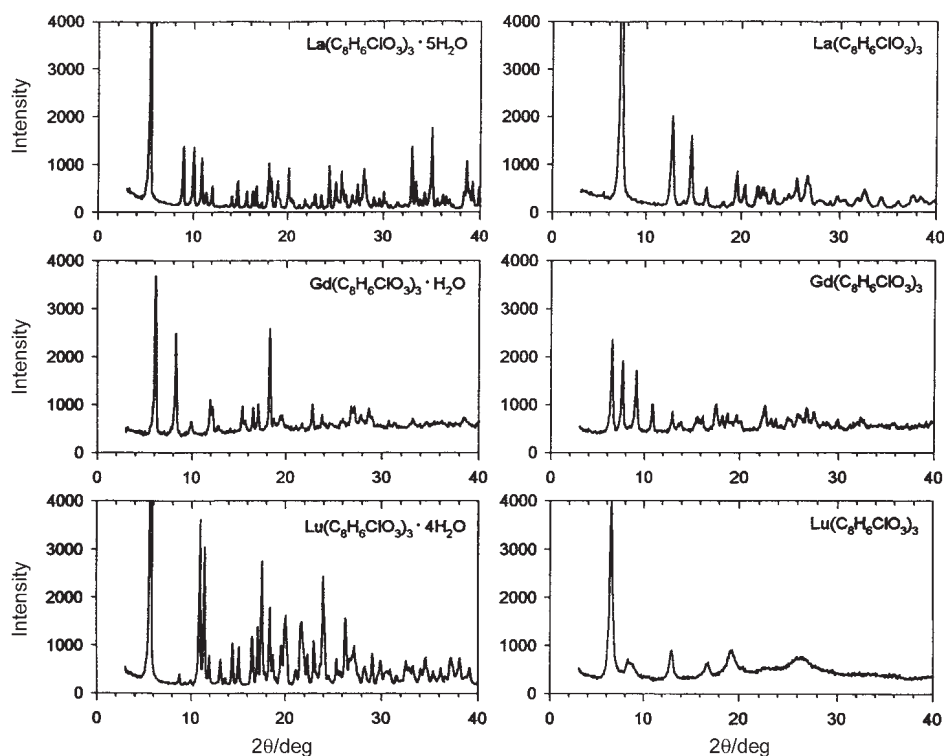 4000
3000
2000
1000
0
Intensity
La(C₈H₆ClO₃)₃ · 5H₂O
0 10 20 30 40
4000
3000
2000
1000
0
La(C₈H₆ClO₃)₃
0 10 20 30 40
4000
3000
2000
1000
0
Intensity
Gd(C₈H₆ClO₃)₃ · H₂O
0 10 20 30 40
4000
3000
2000
1000
0
Gd(C₈H₆ClO₃)₃
0 10 20 30 40
4000
3000
2000
1000
0
Intensity
Lu(C₈H₆ClO₃)₃ · 4H₂O
0 10 20 30 40
2θ/deg
4000
3000
2000
1000
0
Lu(C₈H₆ClO₃)₃
0 10 20 30 40
2θ/deg